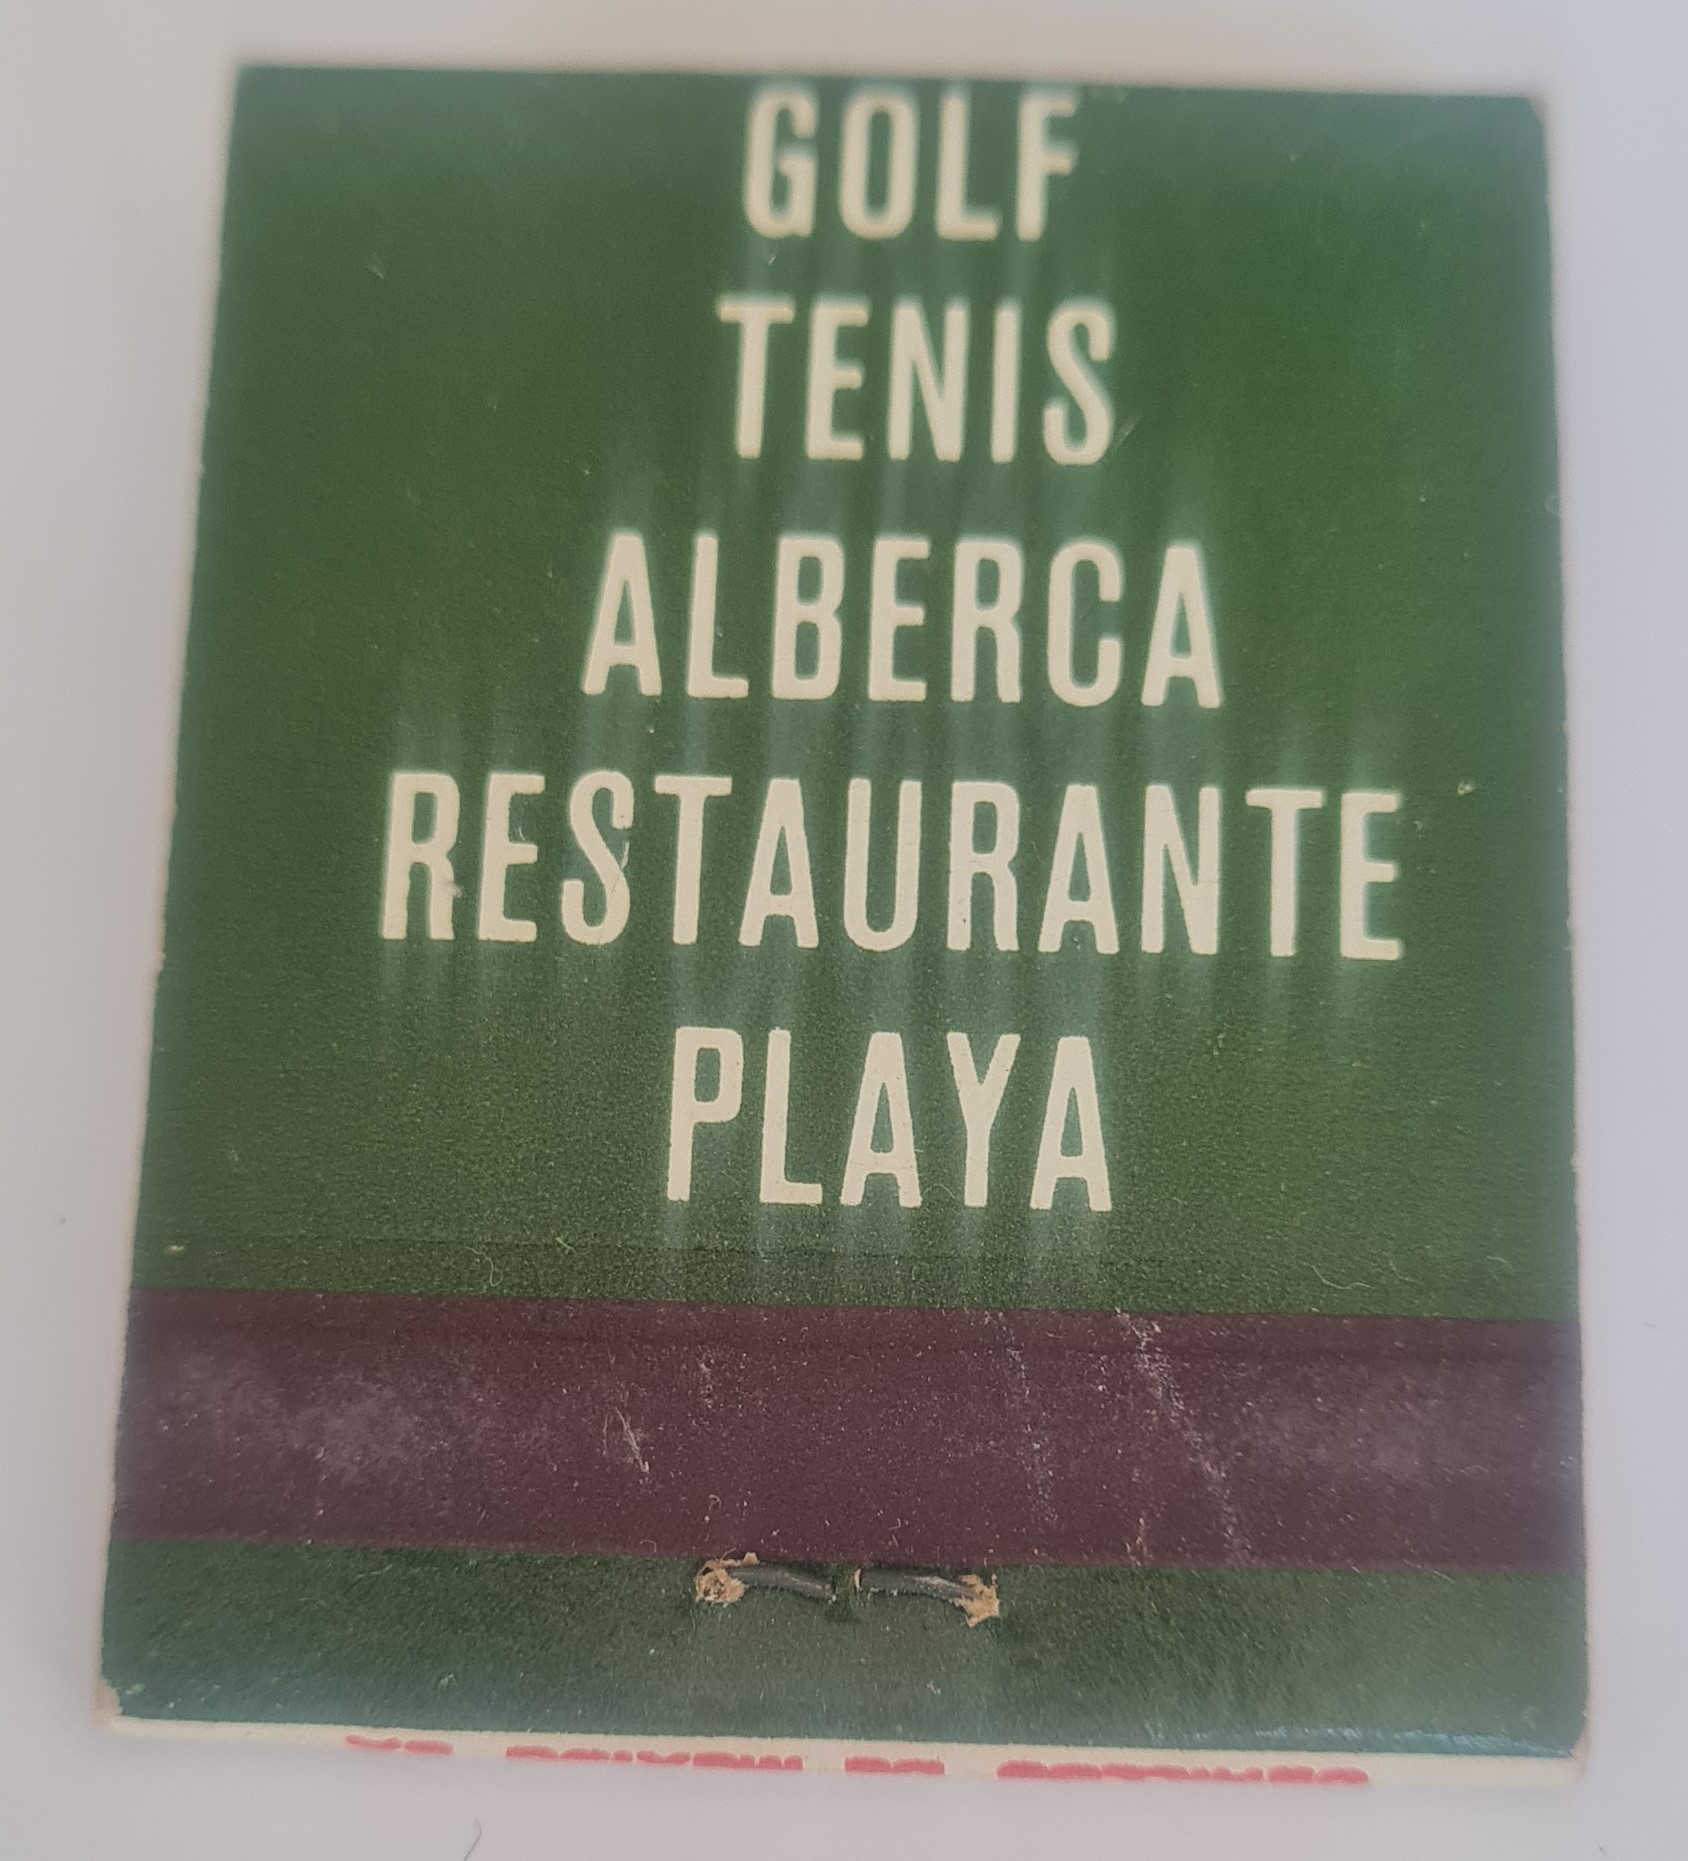 GOLF
TENIS
ALBERCA
RESTAURANTE
PLAYA